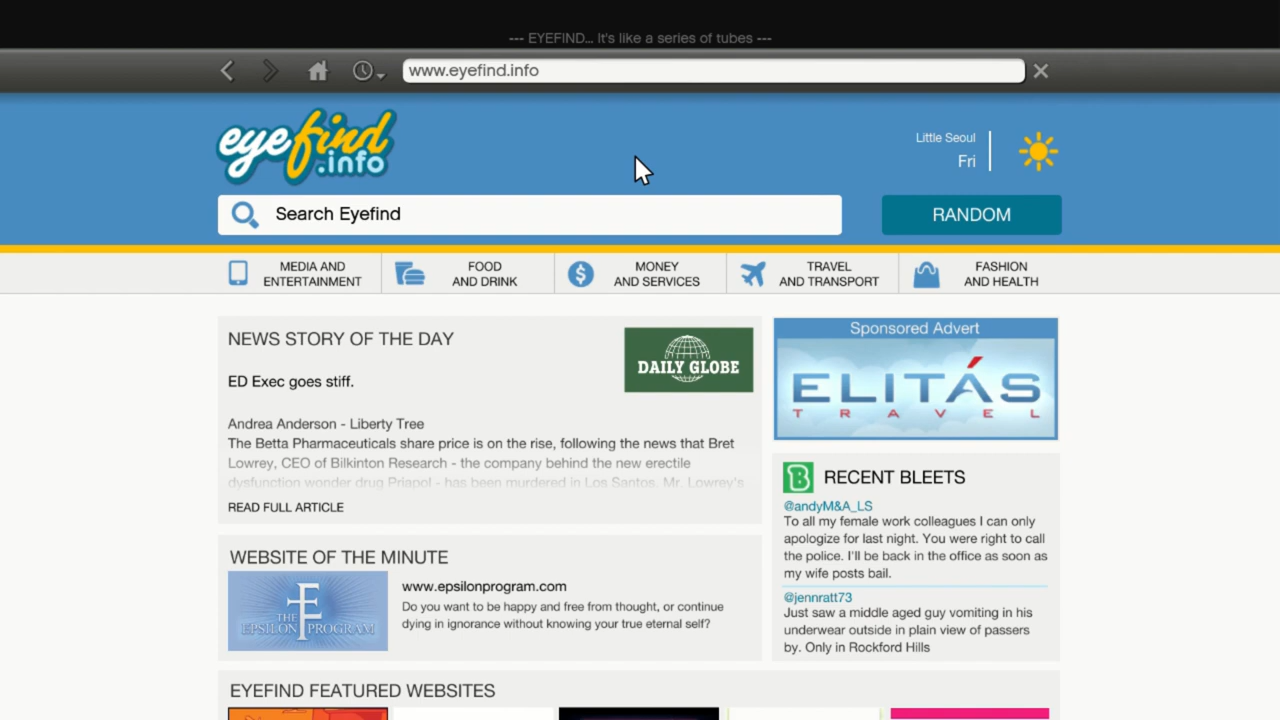 --- EYEFIND... It's like a series of tubes ---
www.eyefind.info
eyefind
.info
Little Seoul
Fri
Search Eyefind
RANDOM
MEDIA AND
ENTERTAINMENT
FOOD
AND DRINK
MONEY
AND SERVICES
TRAVEL
AND TRANSPORT
FASHION
AND HEALTH
NEWS STORY OF THE DAY
DAILY GLOBE
ED Exec goes stiff.
Andrea Anderson - Liberty Tree
The Betta Pharmaceuticals share price is on the rise, following the news that Bret
Lowrey, CEO of Bilkinton Research - the company behind the new erectile
dysfunction wonder drug Priapol - has been murdered in Los Santos. Mr. Lowrey's
READ FULL ARTICLE
Sponsored Advert
ELITÁS
TRAVEL
B
RECENT BLEETS
@andyM&A_LS
To all my female work colleagues I can only
apologize for last night. You were right to call
the police. I'll be back in the office as soon as
my wife posts bail.
@jennratt73
Just saw a middle aged guy vomiting in his
underwear outside in plain view of passers
by. Only in Rockford Hills
WEBSITE OF THE MINUTE
THE
EPSILON PROGRAM
www.epsilonprogram.com
Do you want to be happy and free from thought, or continue
dying in ignorance without knowing your true eternal self?
EYEFIND FEATURED WEBSITES